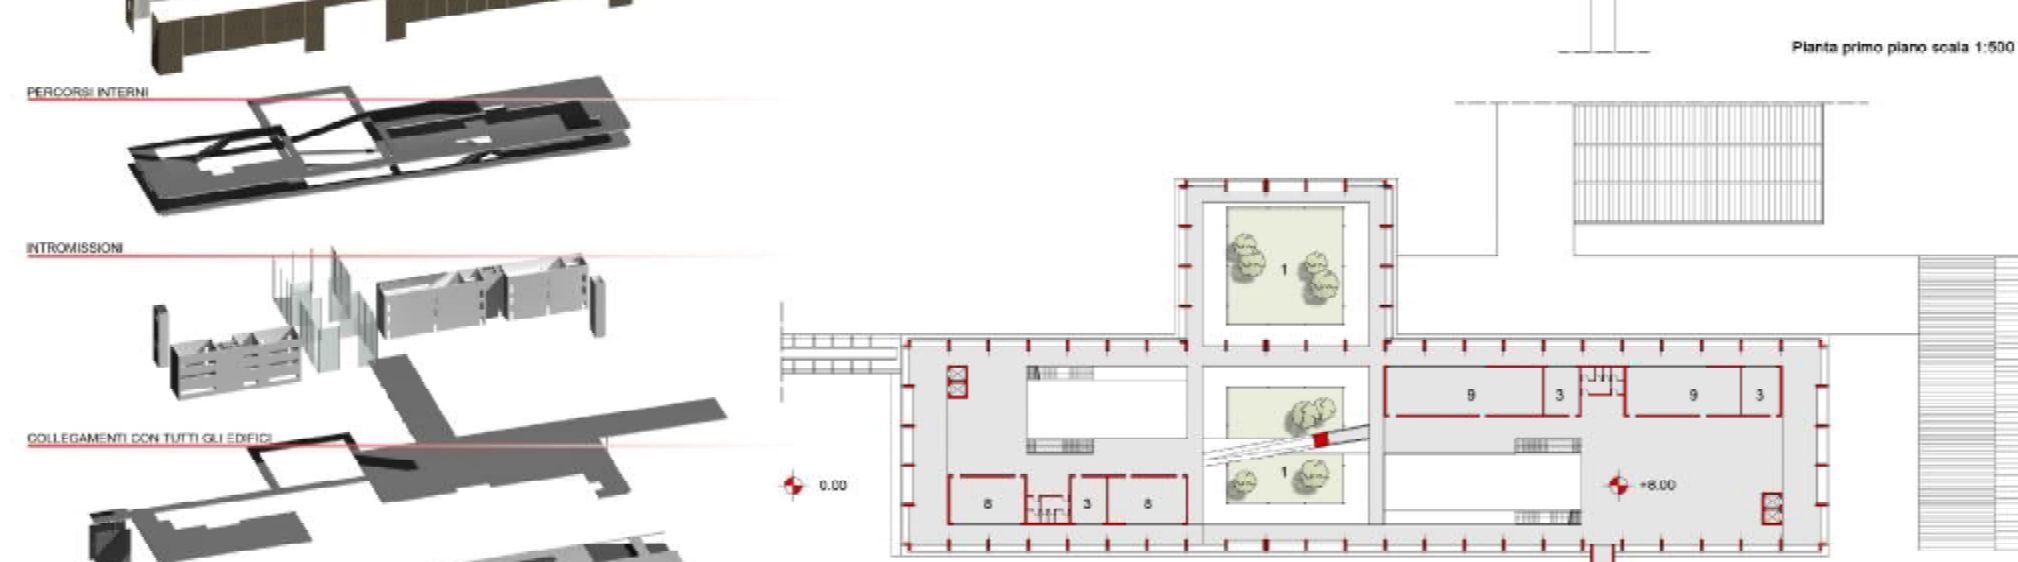 Pianta primo piano scala 1:500
PERCORSI INTERNI
INTROMISSIONI
COLLEGAMENTI CON TUTTI GLI EDIFICI
1
9
3
9
3
1
0.00
8
3
8
+8.00